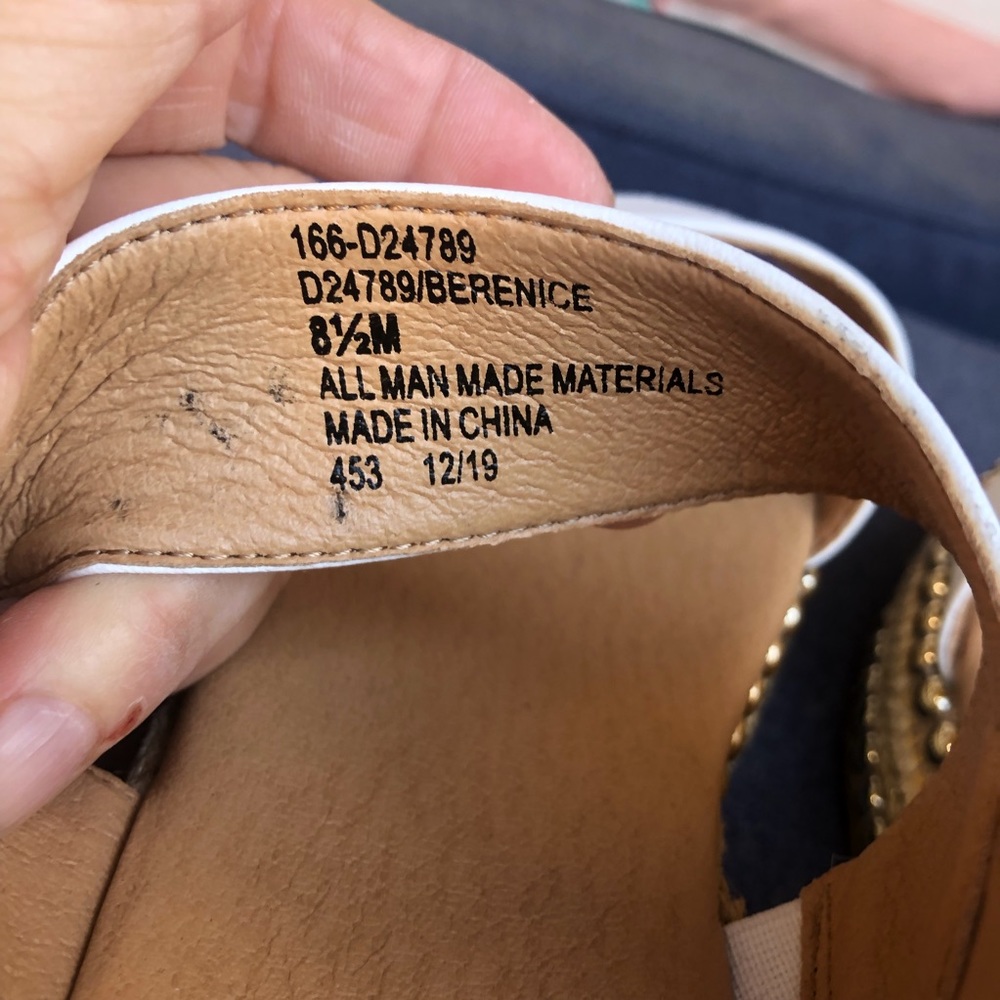 166-D24789
D24789/BERENICE
8½M
ALL MAN MADE MATERIALS
MADE IN CHINA
453 12/19